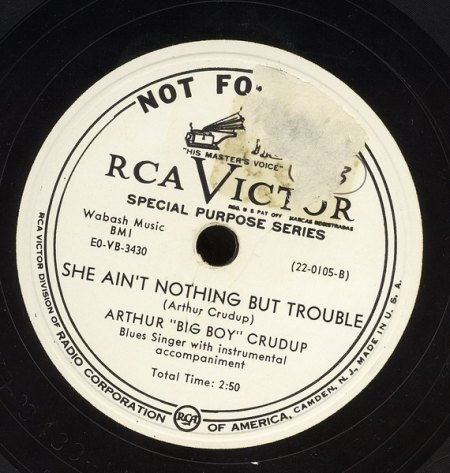 NOT FO
"HIS MASTER'S VOICE"
RCA VICTOR
REG. U S PAT OFF MARCAS REGISTRADAS
SPECIAL PURPOSE SERIES
Wabash Music
BMI
E0-VB-3430
(22-0105-B)
SHE AIN'T NOTHING BUT TROUBLE
(Arthur Crudup)
ARTHUR "BIG BOY" CRUDUP
Blues Singer with instrumental
accompaniment
Total Time: 2:50
RCA VICTOR DIVISION OF RADIO CORPORATION OF AMERICA, CAMDEN, N. J., MADE IN U. S. A.
RCA